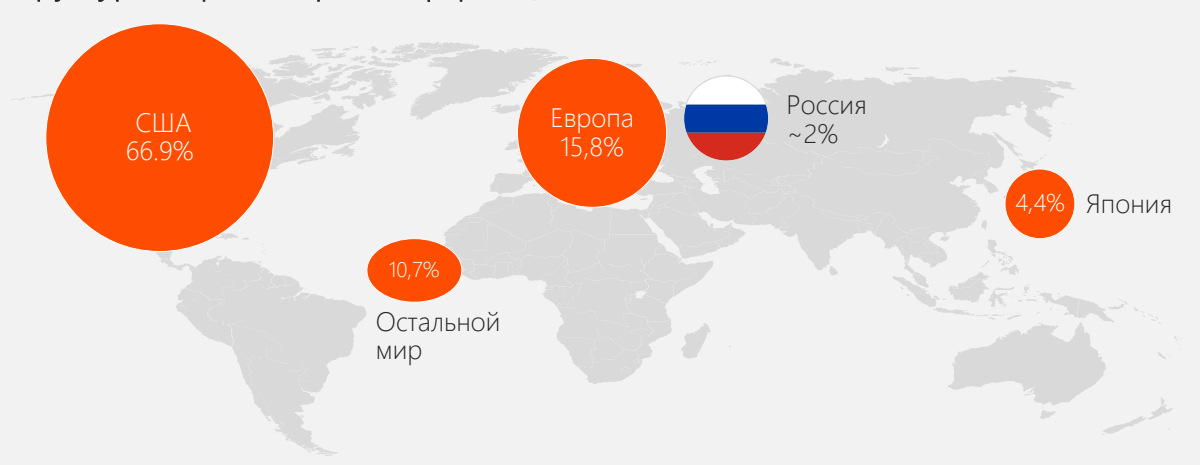 США
66.9%
Европа
15,8%
Россия
~2%
4,4% Япония
10,7%
Остальной
мир